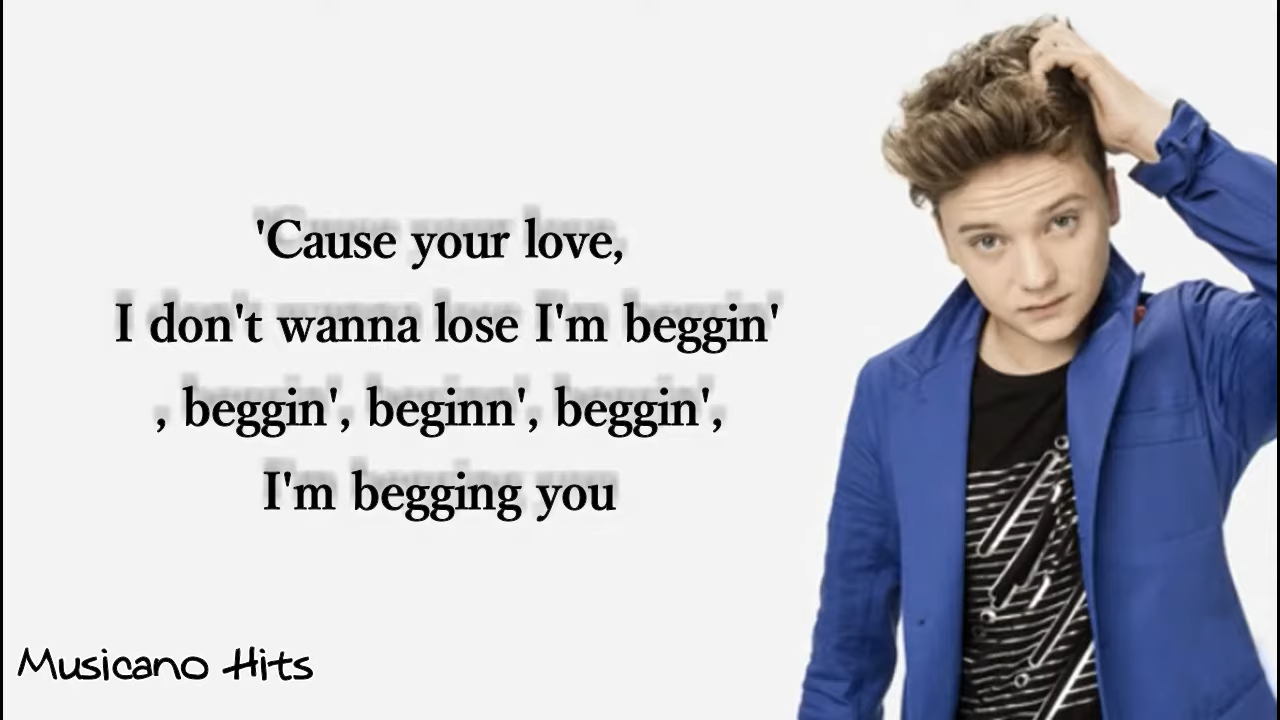 'Cause your love,
I don't wanna lose I'm beggin'
, beggin', beginn', beggin',
I'm begging you
Musicano Hits